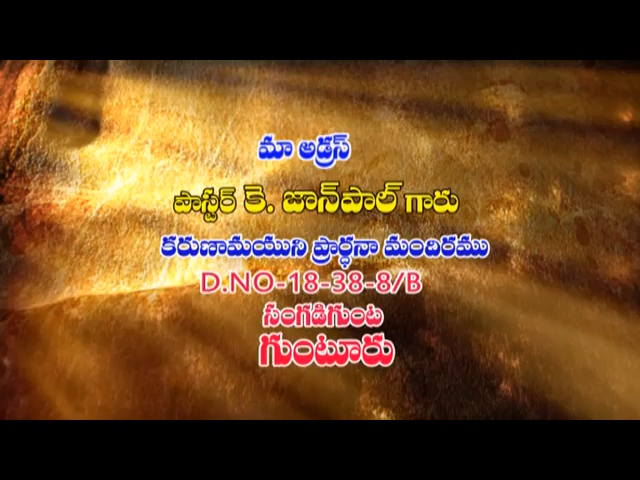 మా అడ్రస్
పాస్టర్ కె. జాన్‌పాల్ గారు
కరుణామయుని ప్రార్థనా మందిరము
D.NO-18-38-8/B
సంగడిగుంట
గుంటూరు